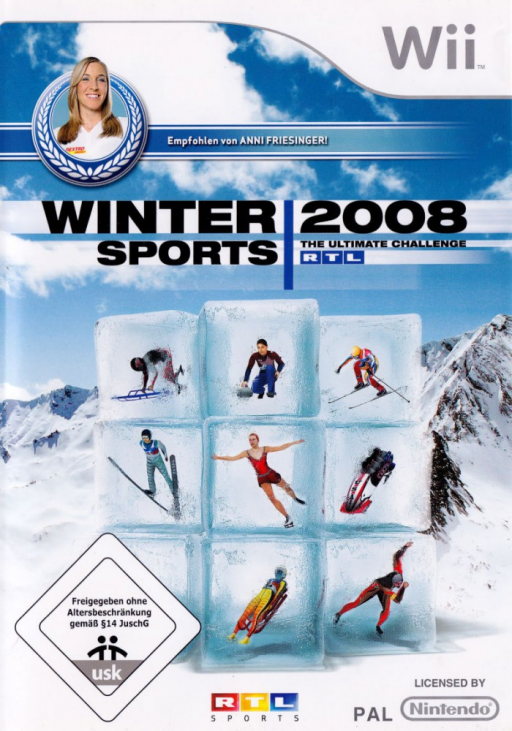 Wii
TM
Empfohlen von ANNI FRIESINGER!
WINTER 2008
SPORTS THE ULTIMATE CHALLENGE
RTL
Freigegeben ohne
Altersbeschränkung
gemäß §14 JuschG
usk
RTL
SPORTS
LICENSED BY
PAL Nintendo